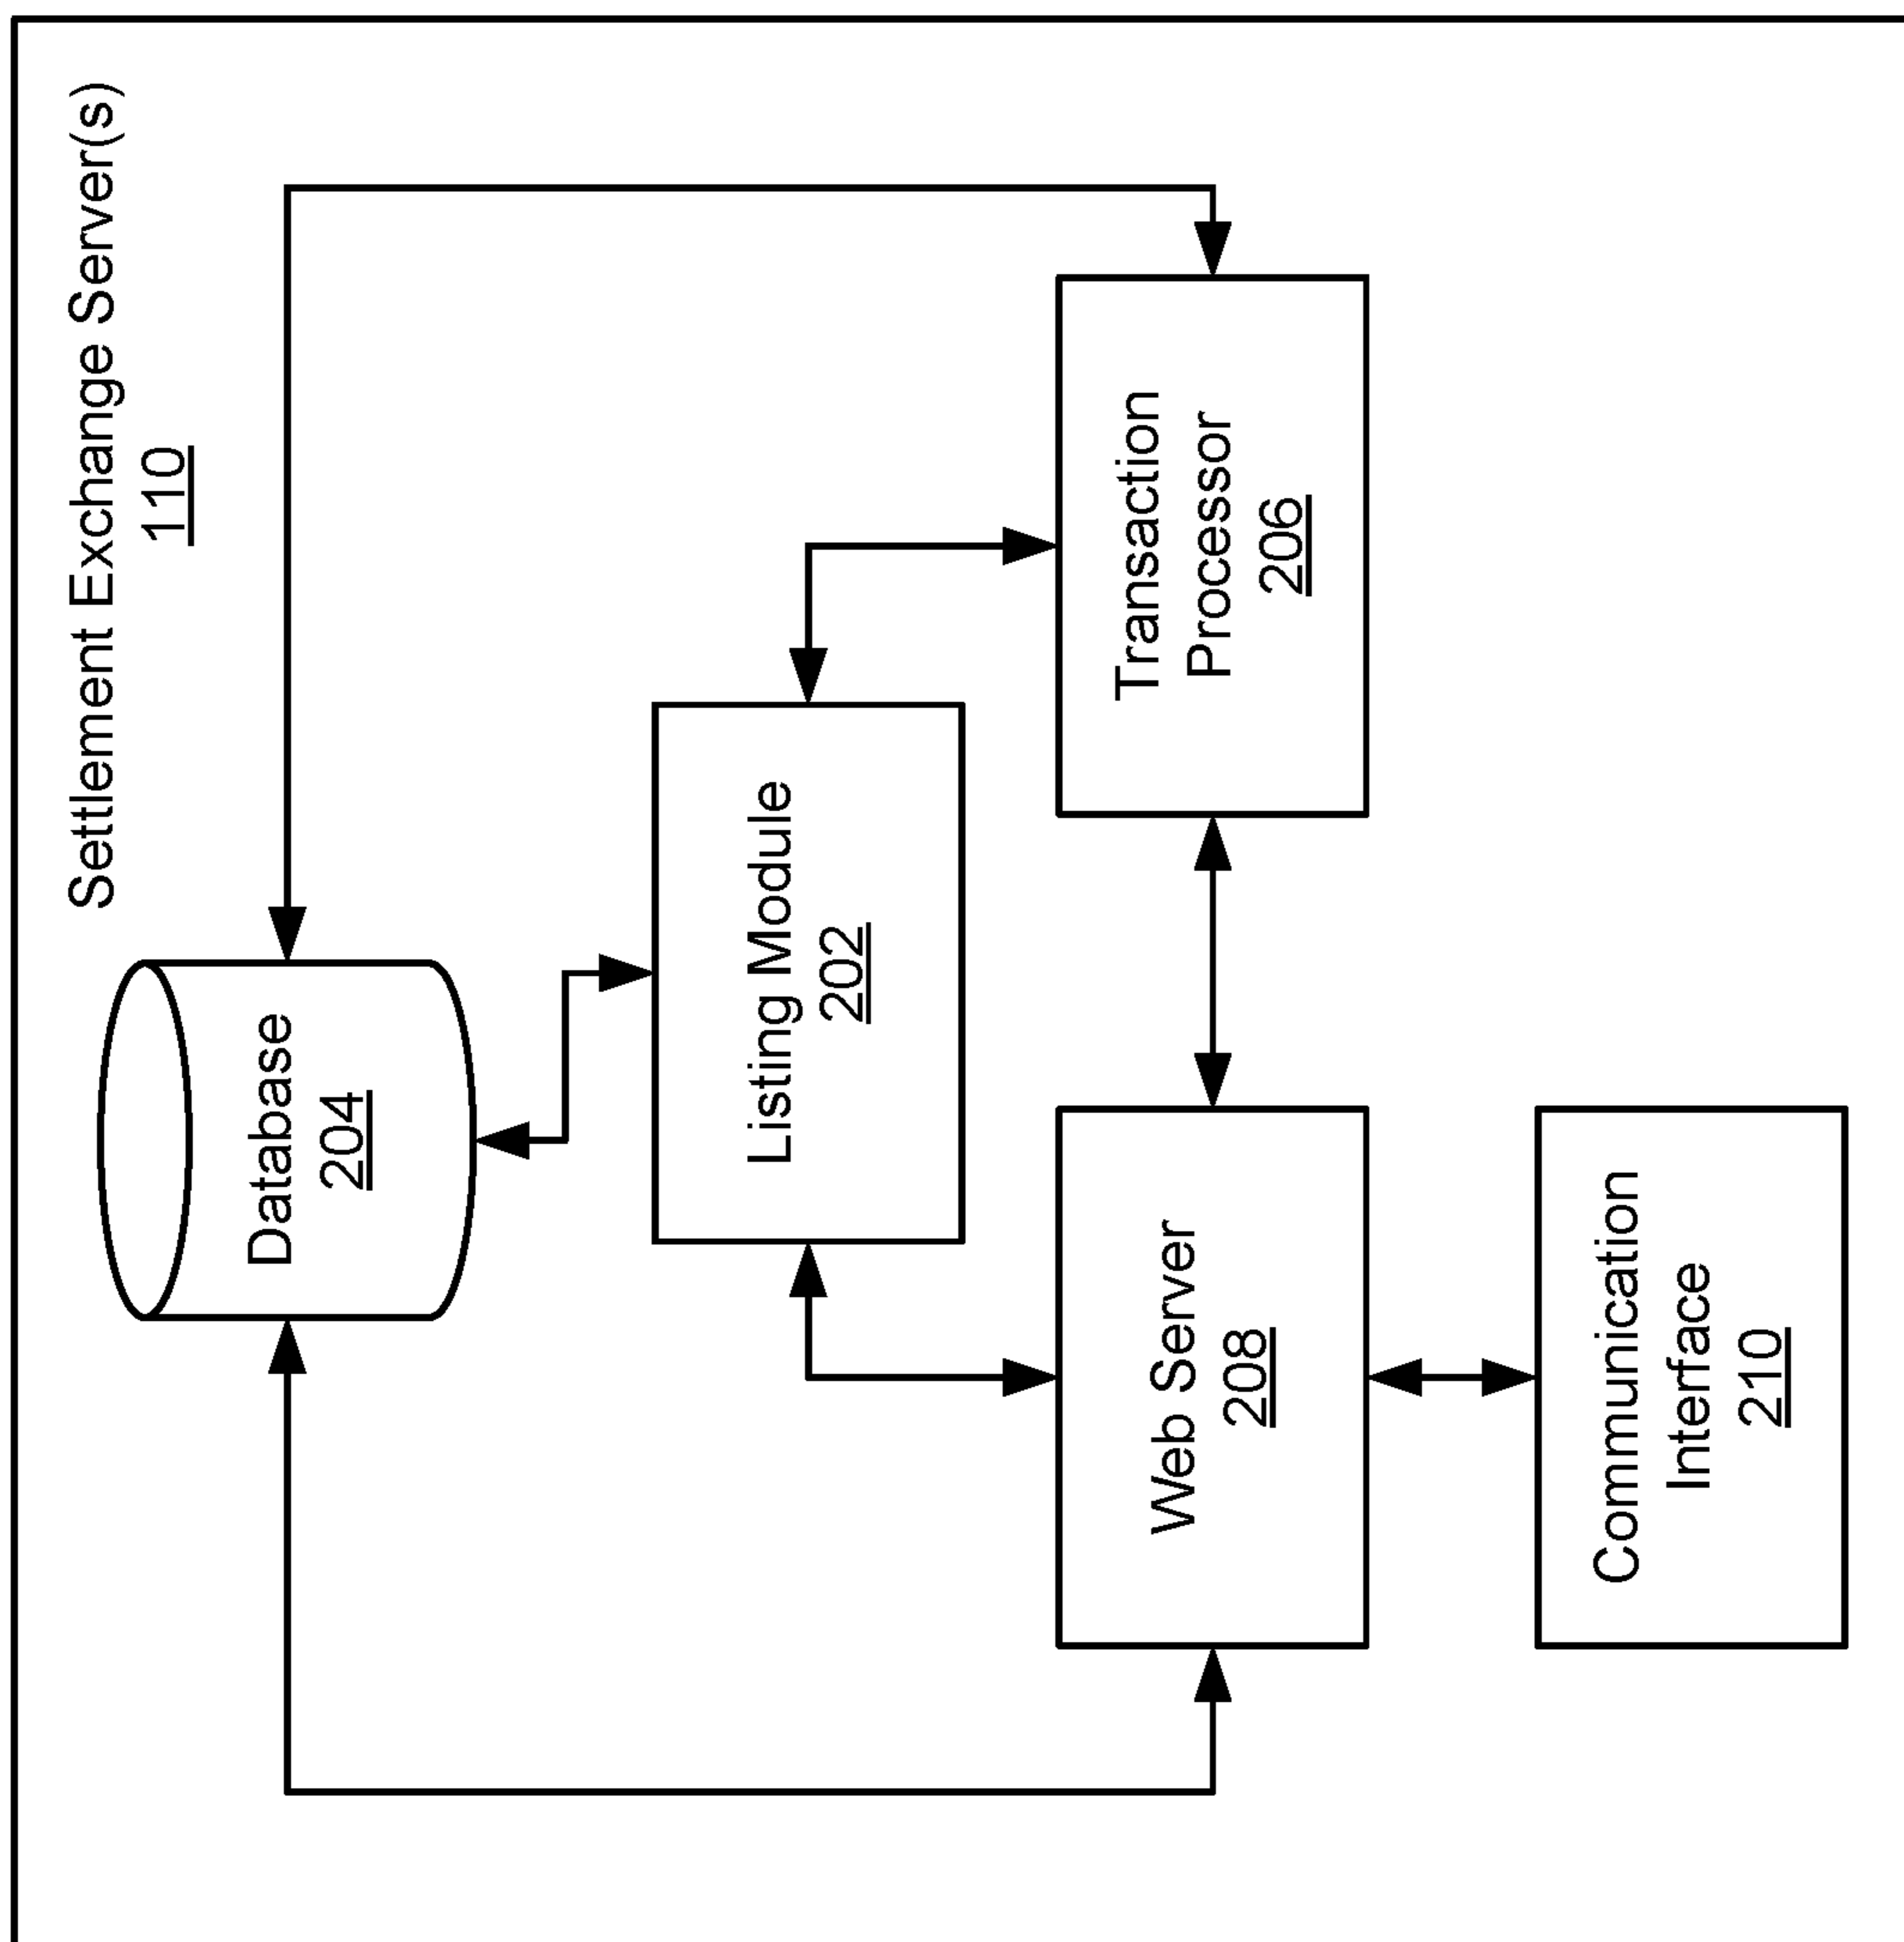 Settlement Exchange Server(s)
110
Database
204
Listing Module
202
Transaction
Processor
206
Web Server
208
Communication
Interface
210